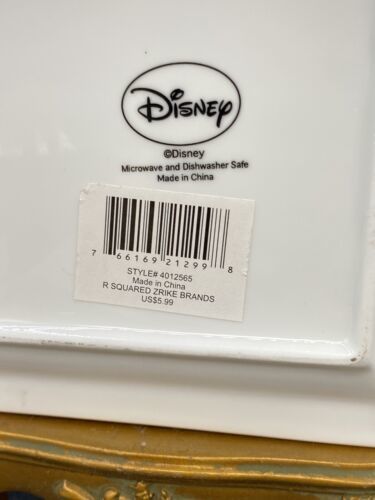 Disney
©Disney
Microwave and Dishwasher Safe
Made in China
7 66169 21299 8
STYLE# 4012565
Made in China
R SQUARED ZRIKE BRANDS
US$5.99